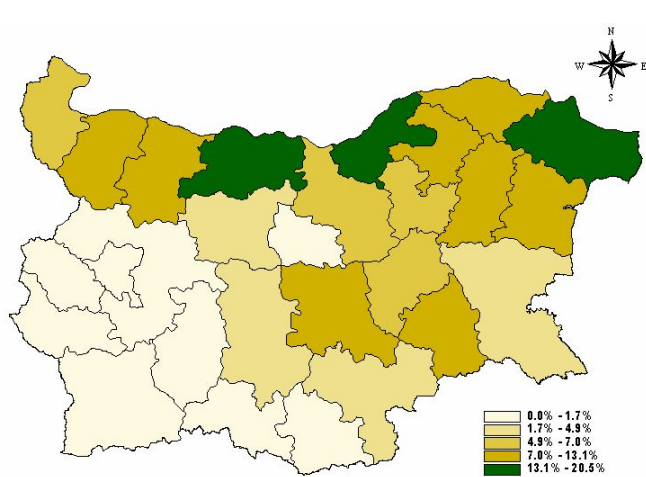 N
W E
S
0.0% - 1.7%
1.7% - 4.9%
4.9% - 7.0%
7.0% - 13.1%
13.1% - 20.5%